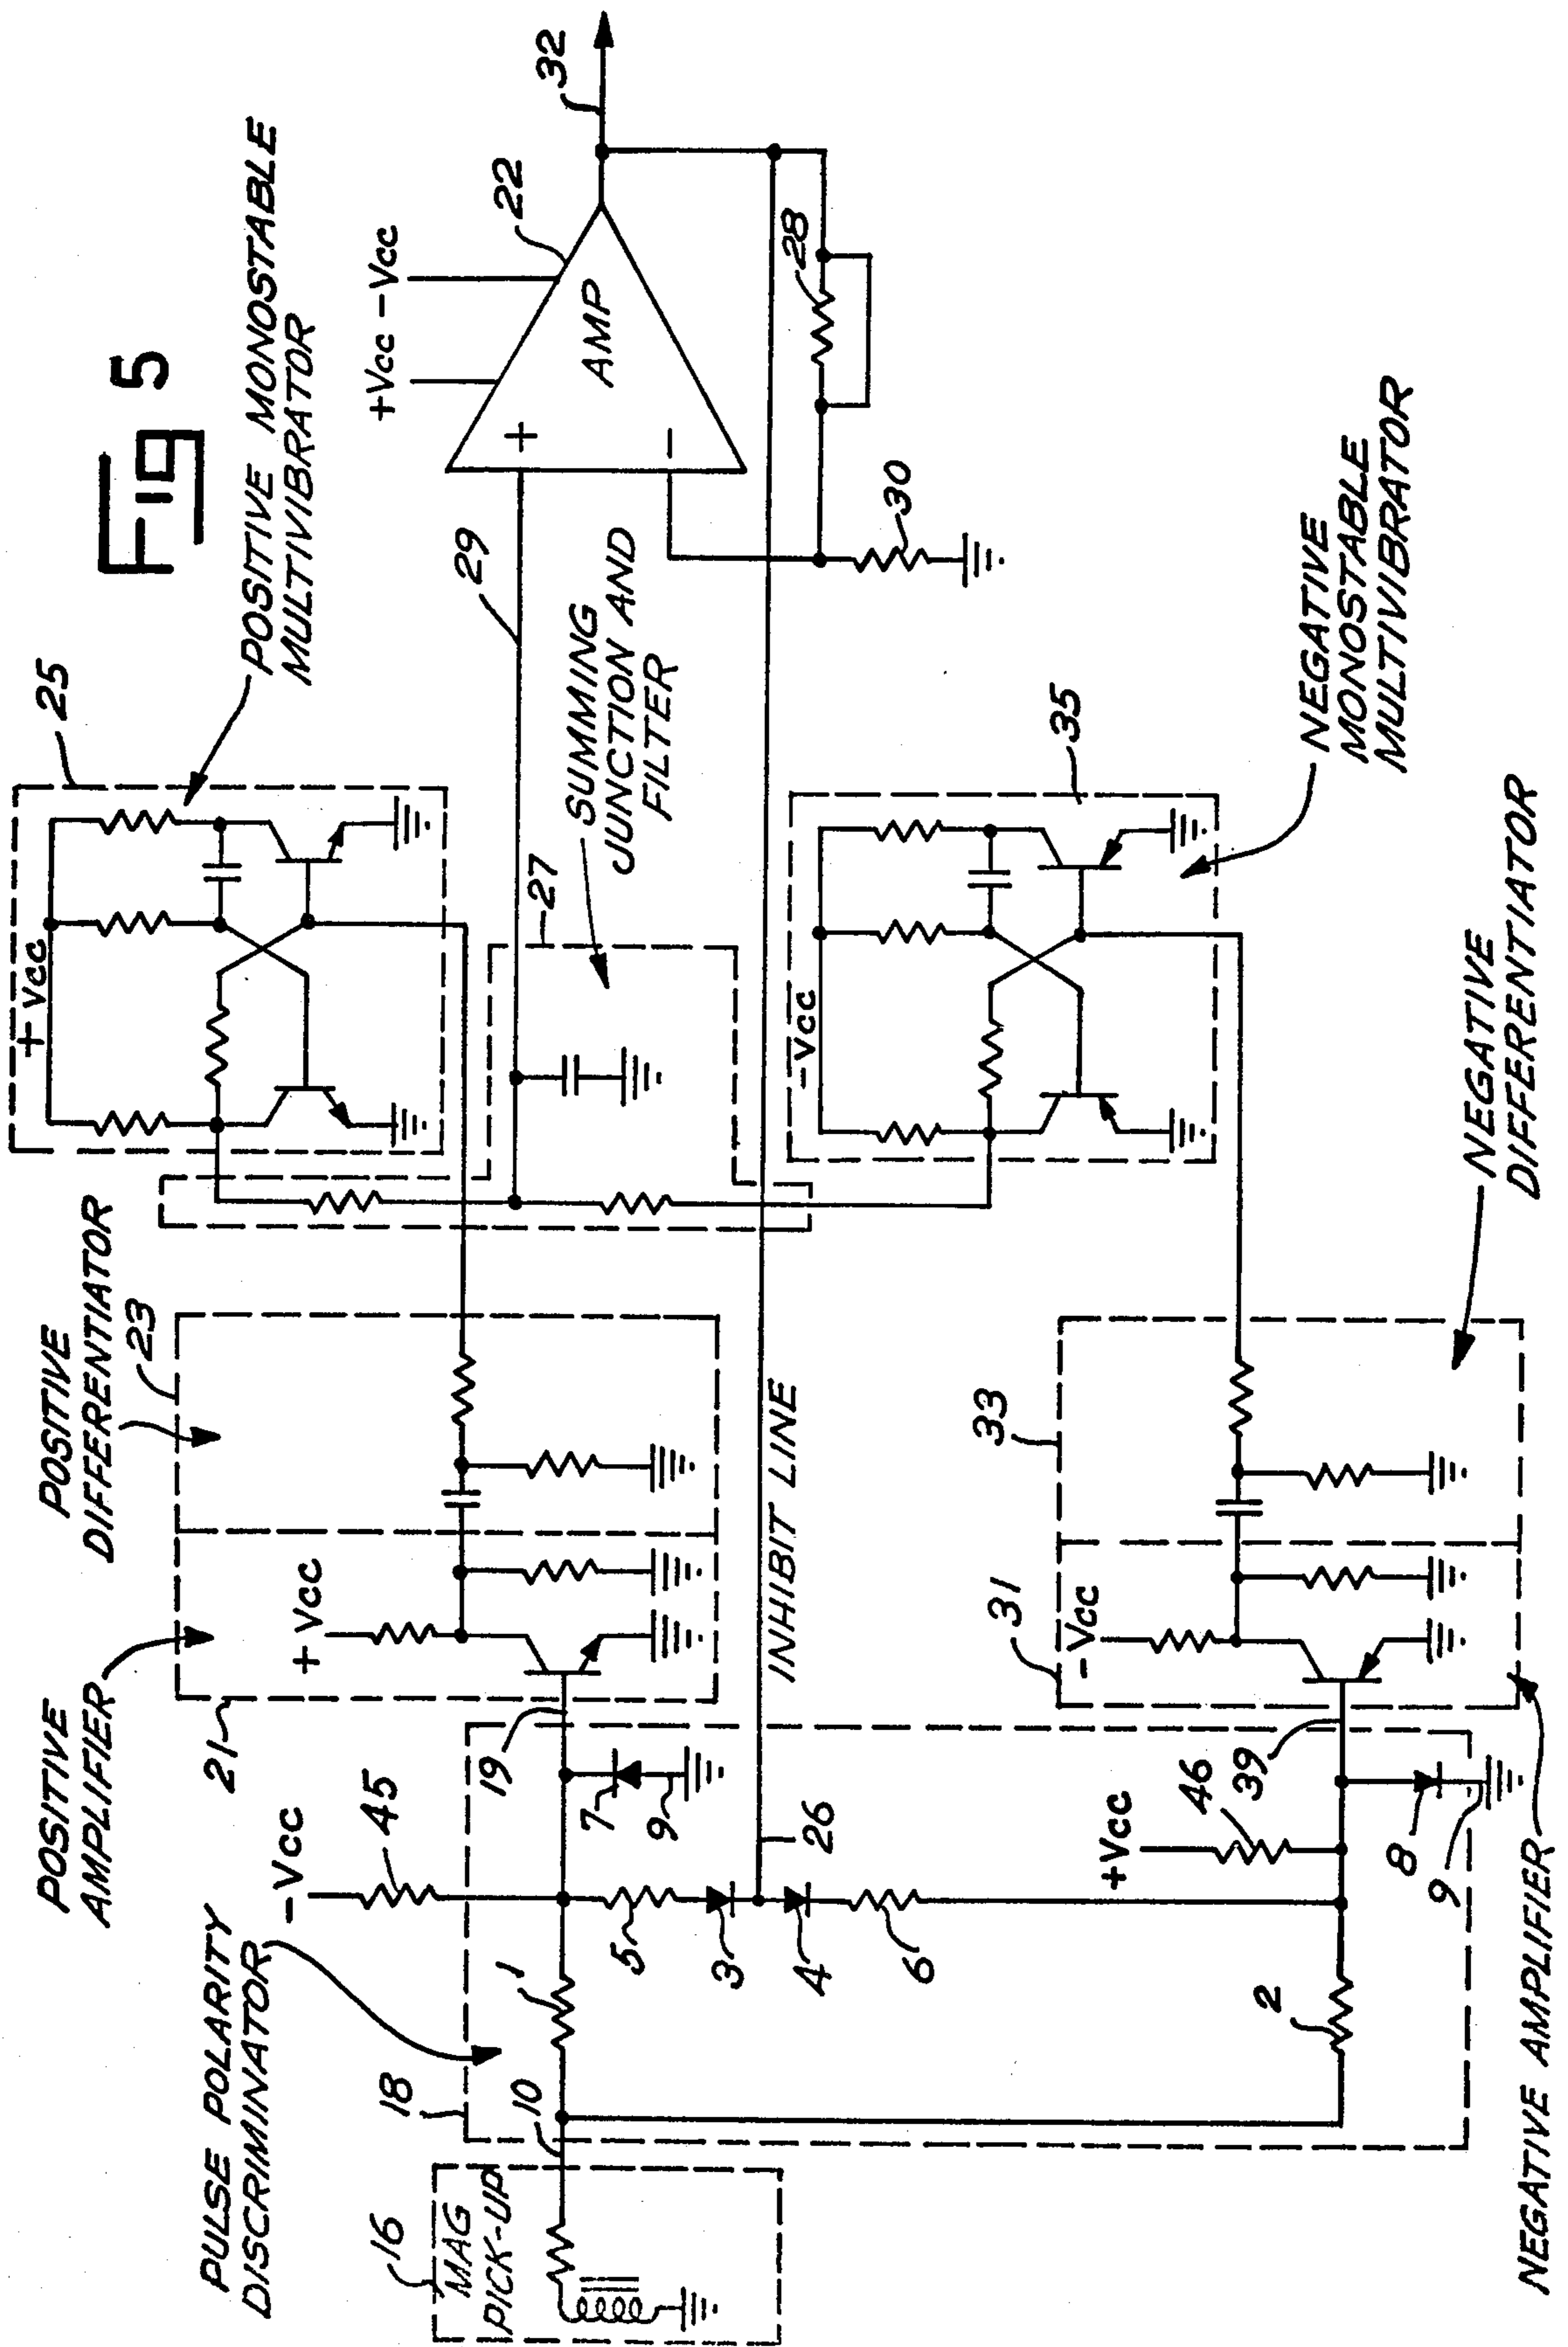 Fig 5
POSITIVE MONOSTABLE
MULTIVIBRATOR
25
+Vcc
+Vcc
-Vcc
22
AMP
+
-
32
29
28
30
SUMMING
JUNCTION AND
FILTER
27
35
-Vcc
NEGATIVE
MONOSTABLE
MULTIVIBRATOR
POSITIVE
DIFFERENTIATOR
23
POSITIVE
AMPLIFIER
21
+Vcc
INHIBIT LINE
NEGATIVE
DIFFERENTIATOR
33
31
-Vcc
NEGATIVE AMPLIFIER
PULSE POLARITY
DISCRIMINATOR
-Vcc
45
19
7
9
1
5
3
26
4
6
+Vcc
46
39
8
9
2
18
10
16
MAG
PICK-UP